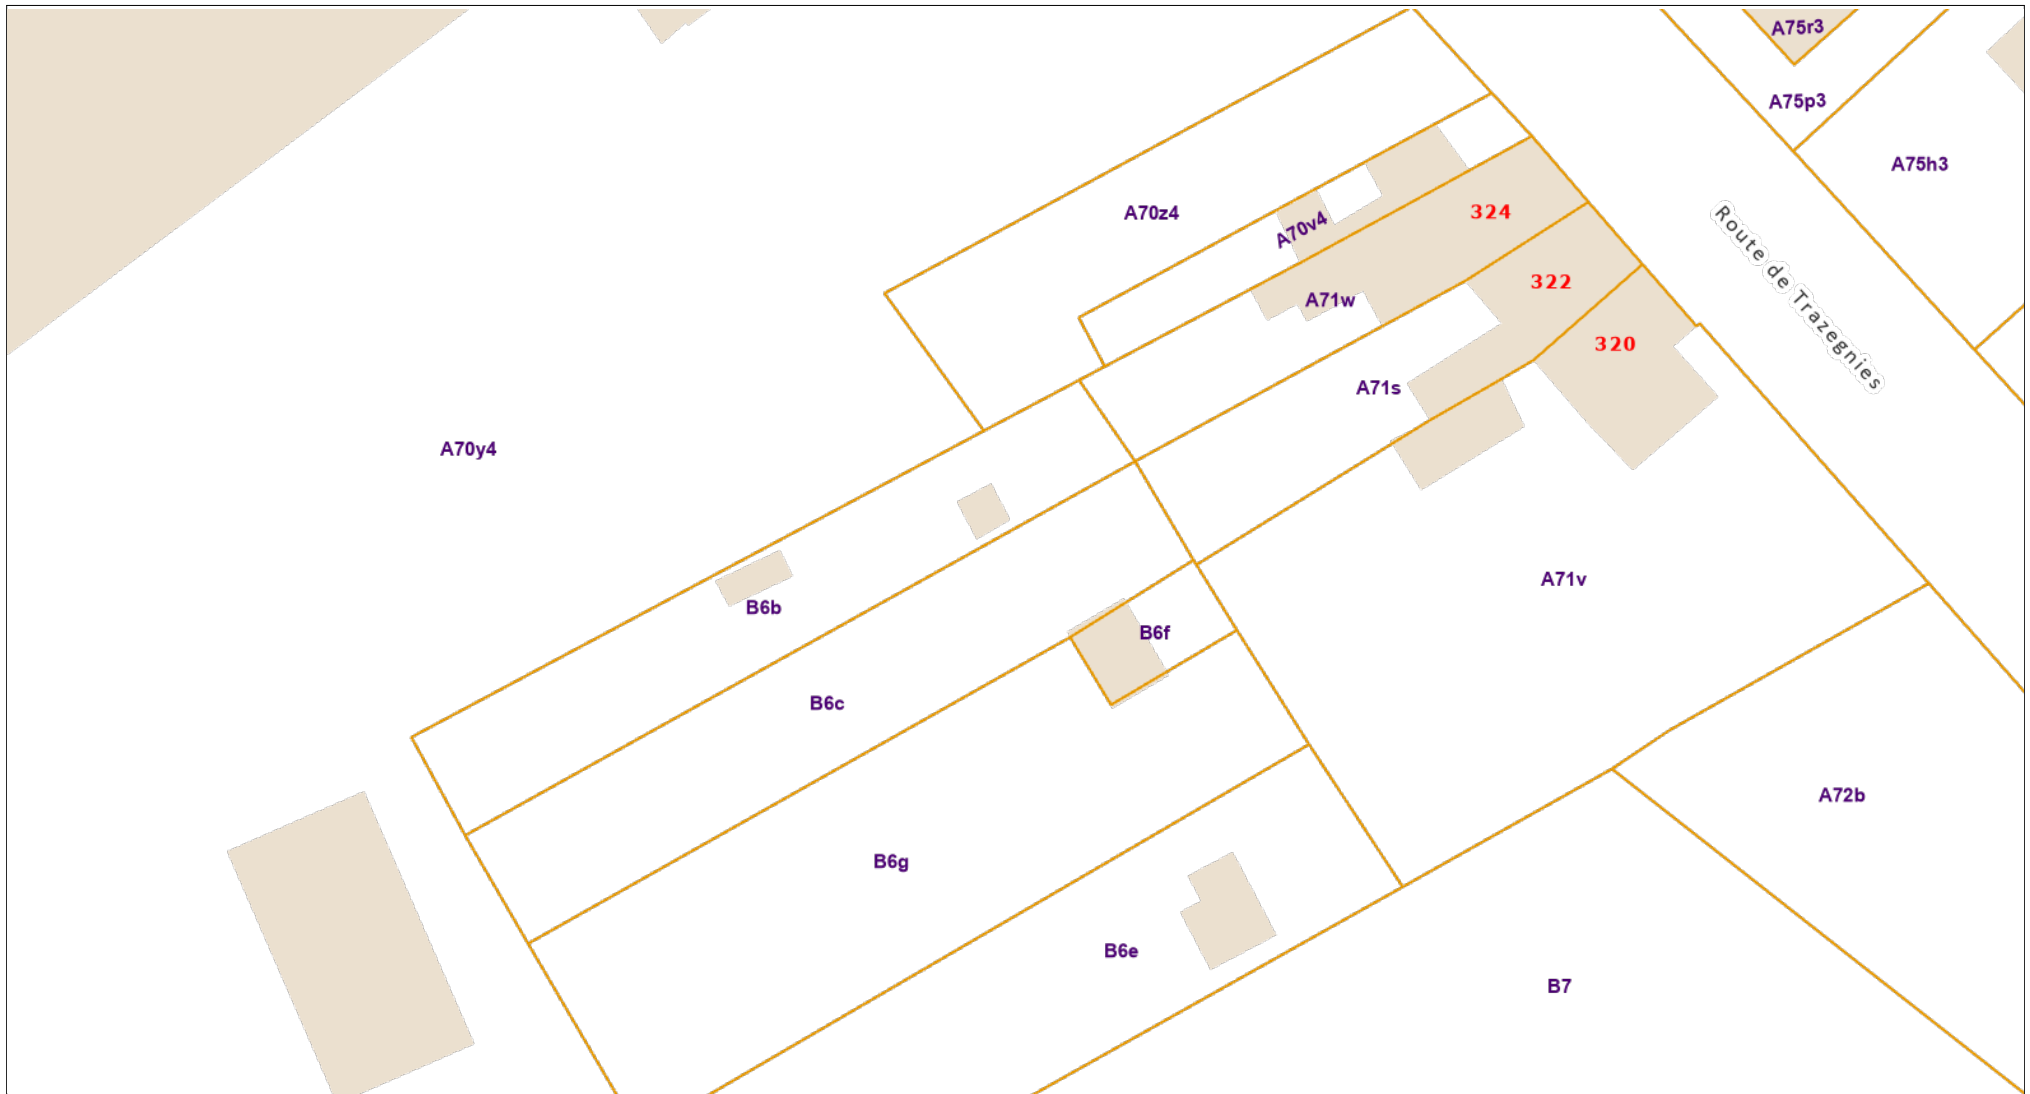 A75r3
A75p3
A75h3
A70z4
324
A70v4
Route de Trazegnies
322
A71w
320
A71s
A70y4
A71v
B6b
B6f
B6c
A72b
B6g
B6e
B7